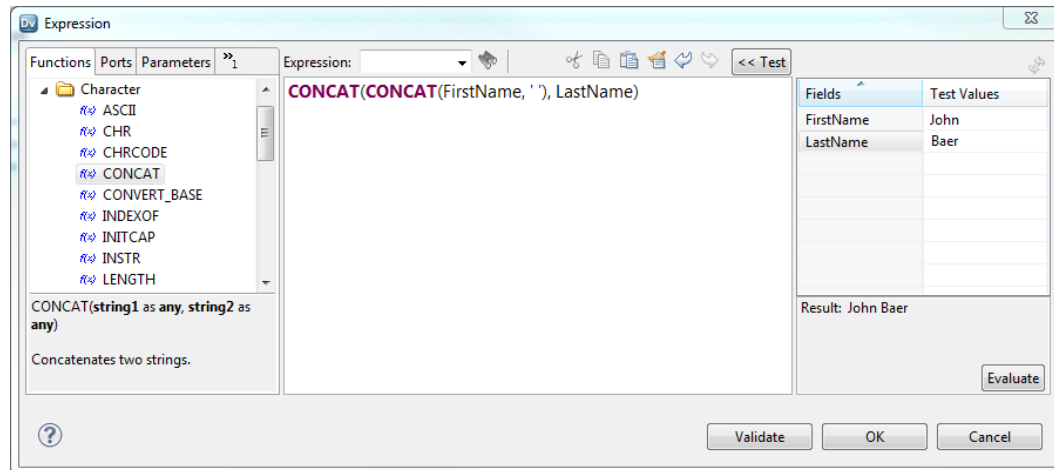 Dv Expression
Functions Ports Parameters »1
Expression:
<< Test
Character
f(x) ASCII
f(x) CHR
f(x) CHRCODE
f(x) CONCAT
f(x) CONVERT_BASE
f(x) INDEXOF
f(x) INITCAP
f(x) INSTR
f(x) LENGTH
CONCAT(string1 as any, string2 as
any)
Concatenates two strings.
CONCAT(CONCAT(FirstName, ' '), LastName)
Fields Test Values
FirstName John
LastName Baer
Result: John Baer
Evaluate
?
Validate OK Cancel